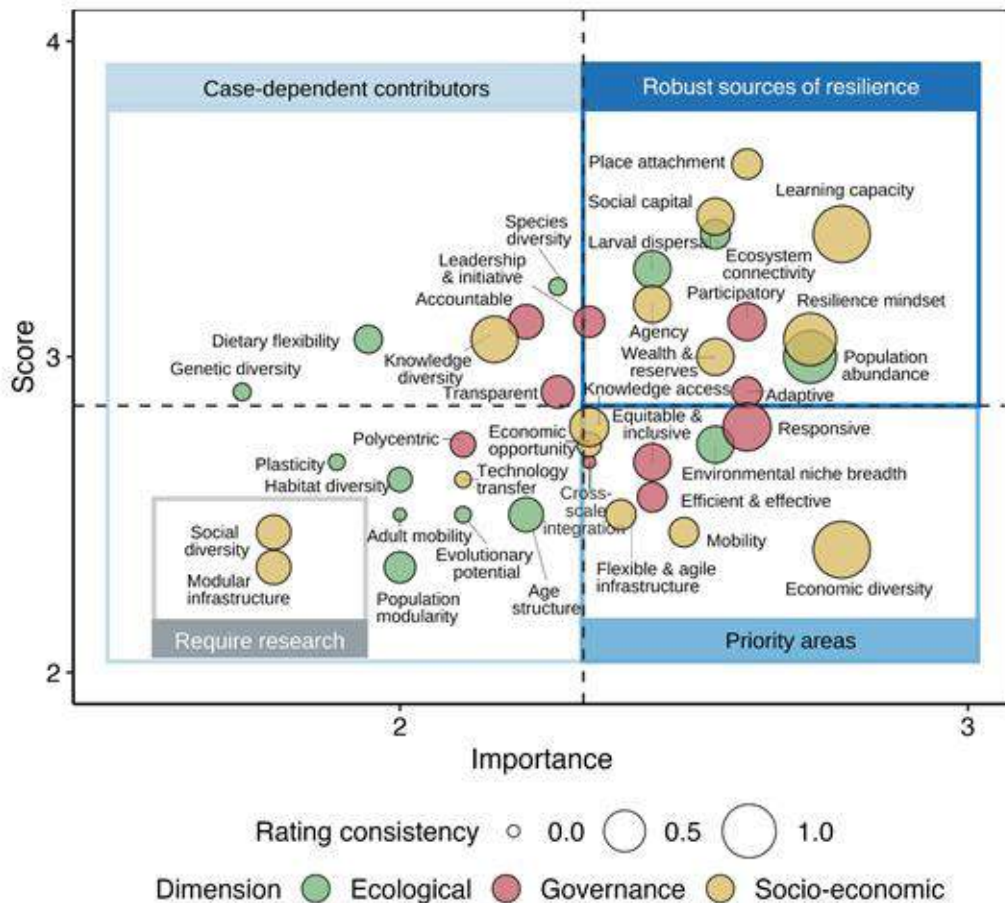 4
Case-dependent contributors
Robust sources of resilience
Place attachment
Learning capacity
Social capital
Species
diversity
Larval dispersal
Leadership
& initiative
Ecosystem
connectivity
Accountable
Participatory
Resilience mindset
Dietary flexibility
Agency
Score
3
Knowledge
diversity
Wealth &
reserves
Population
abundance
Genetic diversity
Transparent
Knowledge access
Adaptive
Polycentric
Economic
opportunity
Equitable &
inclusive
Responsive
Plasticity
Technology
transfer
Environmental niche breadth
Habitat diversity
Cross-
scale
integration
Efficient & effective
Social
diversity
Adult mobility
Evolutionary
potential
Mobility
Modular
infrastructure
Flexible & agile
infrastructure
Age
structure
Economic diversity
Population
modularity
Require research
Priority areas
2
2
3
Importance
Rating consistency 0.0 0.5 1.0
Dimension Ecological Governance Socio-economic